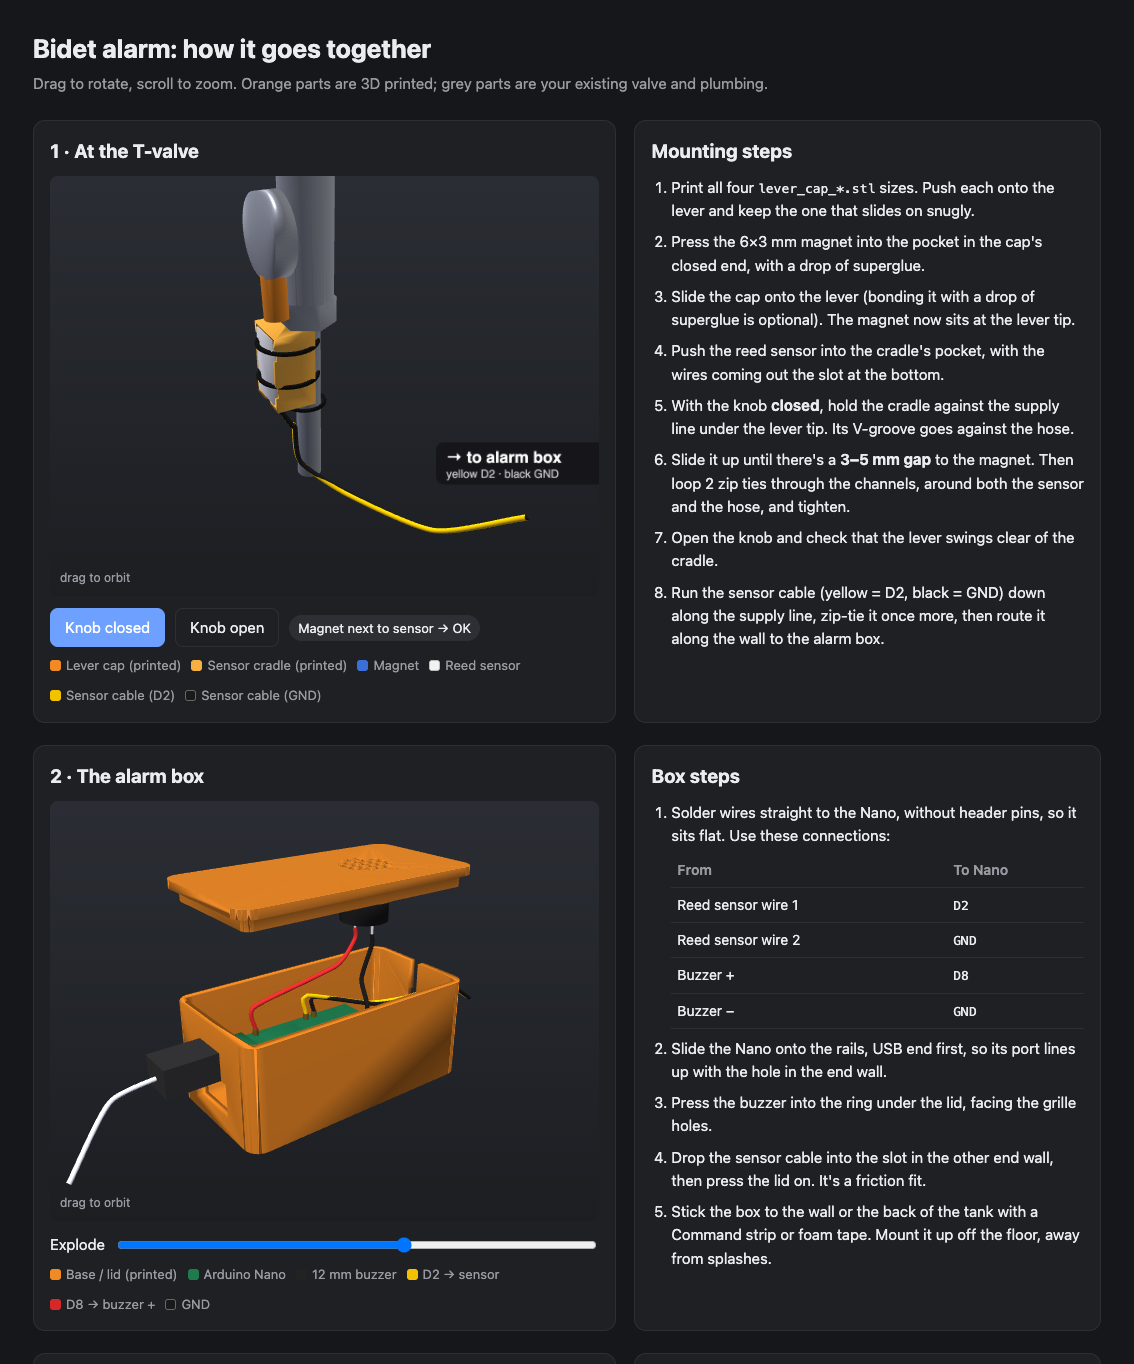 Bidet alarm: how it goes together
Drag to rotate, scroll to zoom. Orange parts are 3D printed; grey parts are your existing valve and plumbing.
1 · At the T-valve
→ to alarm box
yellow D2 · black GND
drag to orbit
Knob closed
Knob open
Magnet next to sensor → OK
Lever cap (printed)
Sensor cradle (printed)
Magnet
Reed sensor
Sensor cable (D2)
Sensor cable (GND)
Mounting steps
1. Print all four lever_cap_*.stl sizes. Push each onto the
lever and keep the one that slides on snugly.
2. Press the 6×3 mm magnet into the pocket in the cap's
closed end, with a drop of superglue.
3. Slide the cap onto the lever (bonding it with a drop of
superglue is optional). The magnet now sits at the lever tip.
4. Push the reed sensor into the cradle's pocket, with the
wires coming out the slot at the bottom.
5. With the knob closed, hold the cradle against the supply
line under the lever tip. Its V-groove goes against the hose.
6. Slide it up until there's a 3–5 mm gap to the magnet. Then
loop 2 zip ties through the channels, around both the sensor
and the hose, and tighten.
7. Open the knob and check that the lever swings clear of the
cradle.
8. Run the sensor cable (yellow = D2, black = GND) down
along the supply line, zip-tie it once more, then route it
along the wall to the alarm box.
2 · The alarm box
drag to orbit
Explode
Base / lid (printed)
Arduino Nano
12 mm buzzer
D2 → sensor
D8 → buzzer +
GND
Box steps
1. Solder wires straight to the Nano, without header pins, so it
sits flat. Use these connections:
From To Nano
Reed sensor wire 1 D2
Reed sensor wire 2 GND
Buzzer + D8
Buzzer − GND
2. Slide the Nano onto the rails, USB end first, so its port lines
up with the hole in the end wall.
3. Press the buzzer into the ring under the lid, facing the grille
holes.
4. Drop the sensor cable into the slot in the other end wall,
then press the lid on. It's a friction fit.
5. Stick the box to the wall or the back of the tank with a
Command strip or foam tape. Mount it up off the floor, away
from splashes.